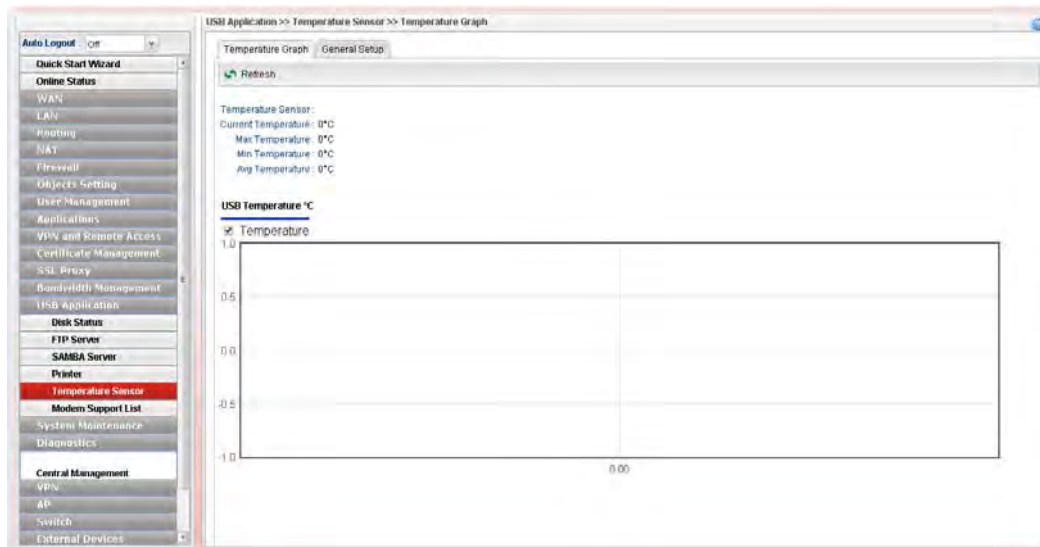 USB Application >> Temperature Sensor >> Temperature Graph
Auto Logout : Off
Quick Start Wizard
Online Status
WAN
LAN
Routing
NAT
Firewall
Objects Setting
User Management
Applications
VPN and Remote Access
Certificate Management
SSL Proxy
Bandwidth Management
USB Application
Disk Status
FTP Server
SAMBA Server
Printer
Temperature Sensor
Modem Support List
System Maintenance
Diagnostics
Central Management
VPN
AP
Switch
External Devices
Temperature Graph General Setup
Refresh
Temperature Sensor :
Current Temperature : 0°C
Max Temperature : 0°C
Min Temperature : 0°C
Avg Temperature : 0°C
USB Temperature °C
Temperature
1.0
0.5
0.0
-0.5
-1.0
0.00